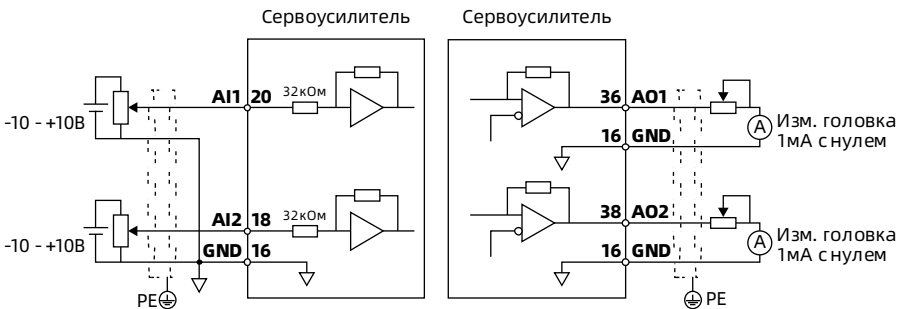 Сервоусилитель
-10 - +10В
AI1 20 32кОм
-10 - +10В
AI2 18 32кОм
GND 16
PE
Сервоусилитель
36 AO1
16 GND
A Изм. головка
1мА с нулем
38 AO2
16 GND
A Изм. головка
1мА с нулем
PE